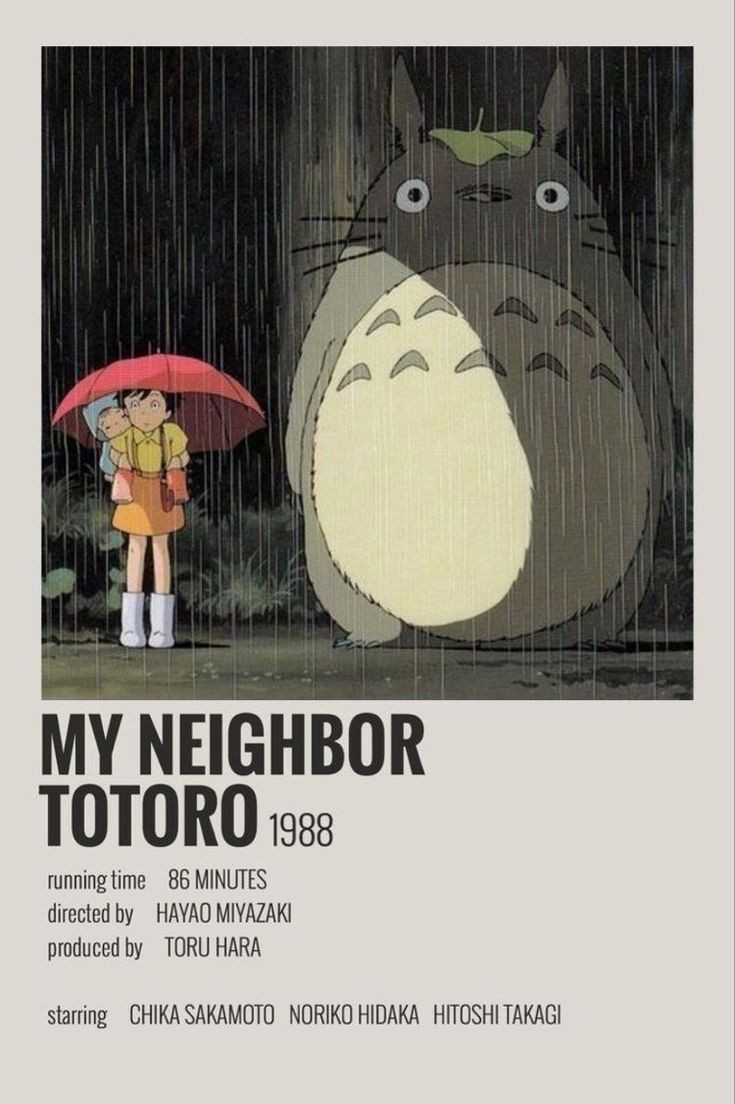 MY NEIGHBOR
TOTORO 1988
running time 86 MINUTES
directed by HAYAO MIYAZAKI
produced by TORU HARA
starring CHIKA SAKAMOTO NORIKO HIDAKA HITOSHI TAKAGI